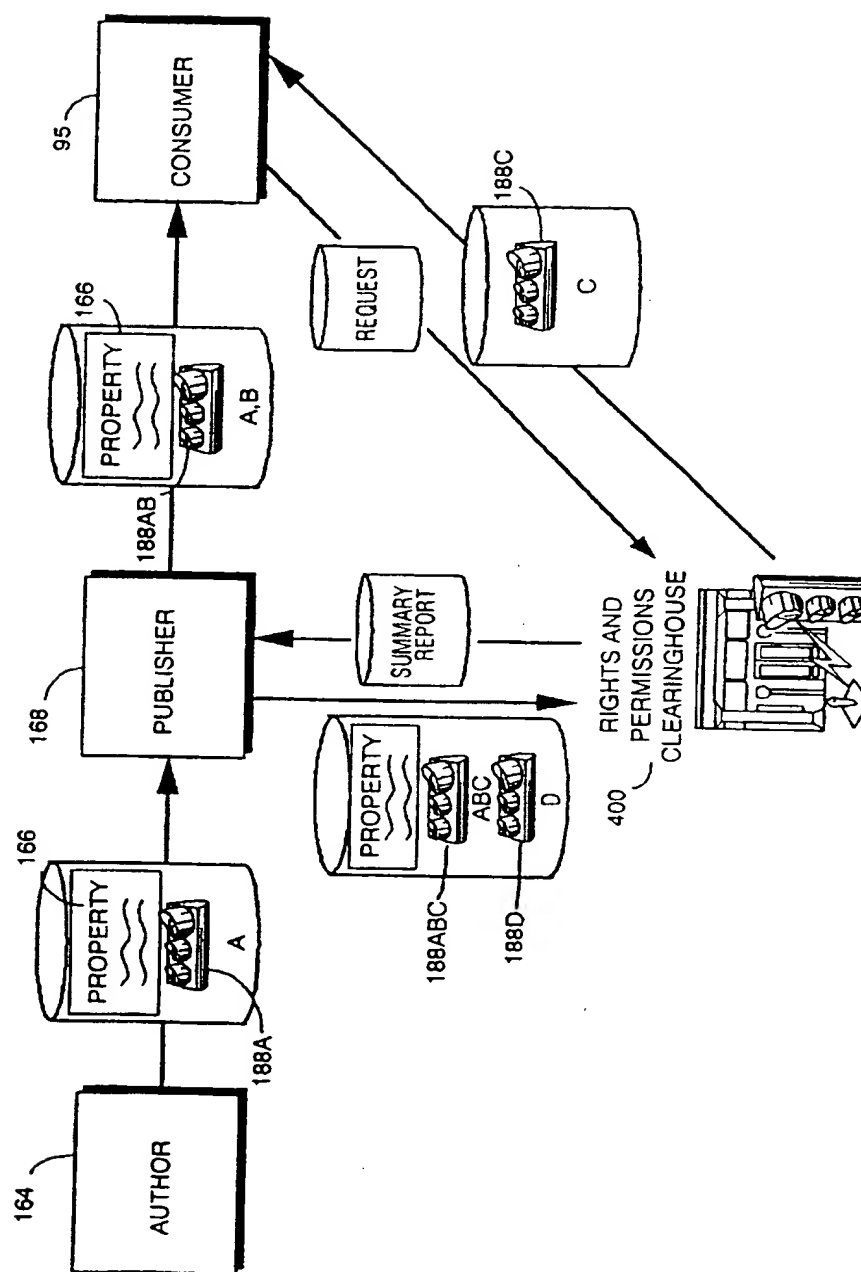 164
AUTHOR
166
PROPERTY
A
188A
168
PUBLISHER
166
PROPERTY
188AB
A,B
95
CONSUMER
PROPERTY
188ABC
ABC
188D
D
SUMMARY
REPORT
REQUEST
188C
C
400
RIGHTS AND
PERMISSIONS
CLEARINGHOUSE